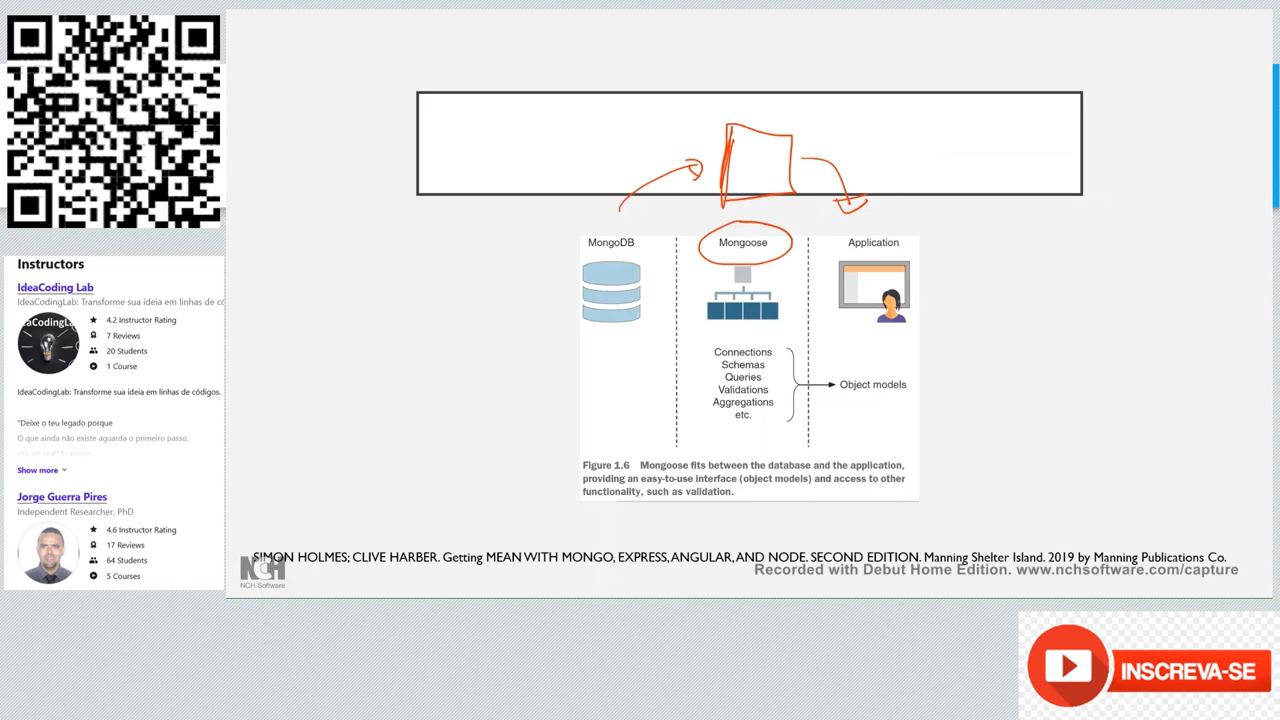 Instructors
IdeaCoding Lab
IdeaCodingLab: Transforme sua ideia em linhas de có
aCodingLa
4.2 Instructor Rating
7 Reviews
20 Students
1 Course
IdeaCodingLab: Transforme sua ideia em linhas de códigos.
"Deixe o teu legado porque
O que ainda não existe aguarda o primeiro passo,
Show more
Jorge Guerra Pires
Independent Researcher, PhD
4.6 Instructor Rating
17 Reviews
64 Students
5 Courses
MongoDB
Mongoose
Application
Connections
Schemas
Queries
Validations
Aggregations
etc.
Object models
Figure 1.6 Mongoose fits between the database and the application,
providing an easy-to-use interface (object models) and access to other
functionality, such as validation.
SIMON HOLMES; CLIVE HARBER. Getting MEAN WITH MONGO, EXPRESS, ANGULAR, AND NODE. SECOND EDITION. Manning Shelter Island. 2019 by Manning Publications Co.
NCH
NCH Software
Recorded with Debut Home Edition. www.nchsoftware.com/capture
INSCREVA-SE